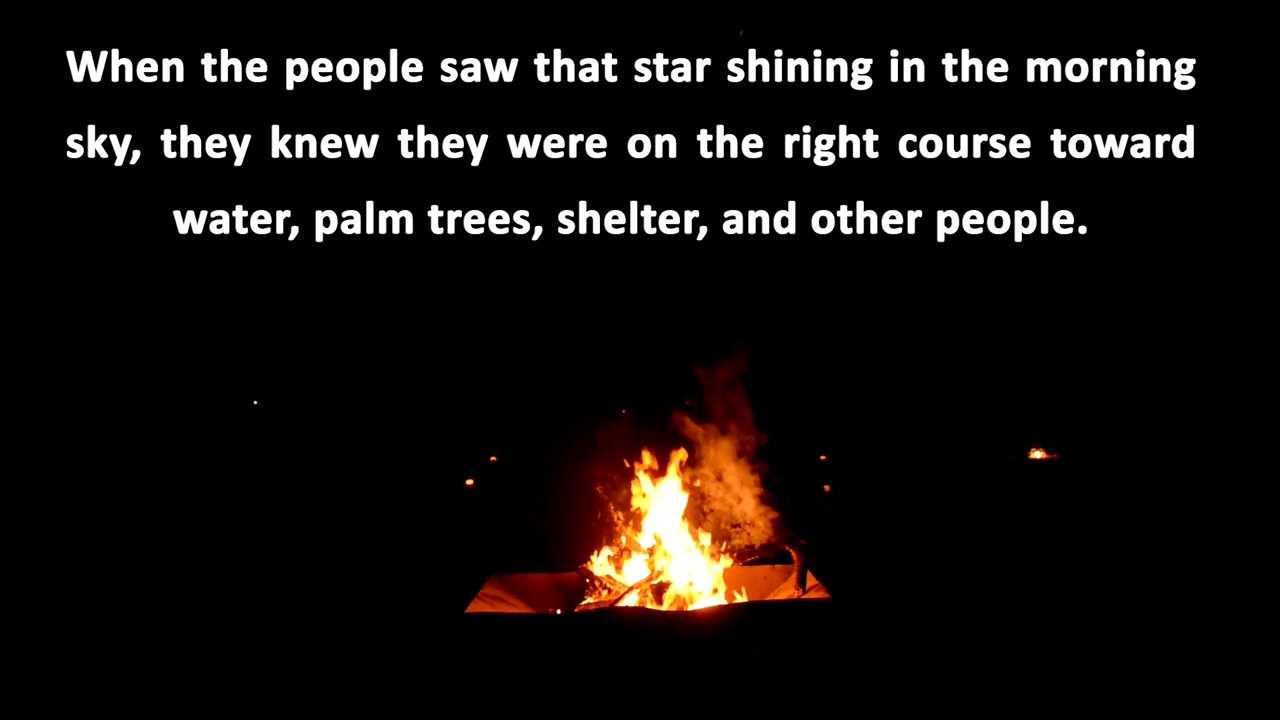 When the people saw that star shining in the morning
sky, they knew they were on the right course toward
water, palm trees, shelter, and other people.